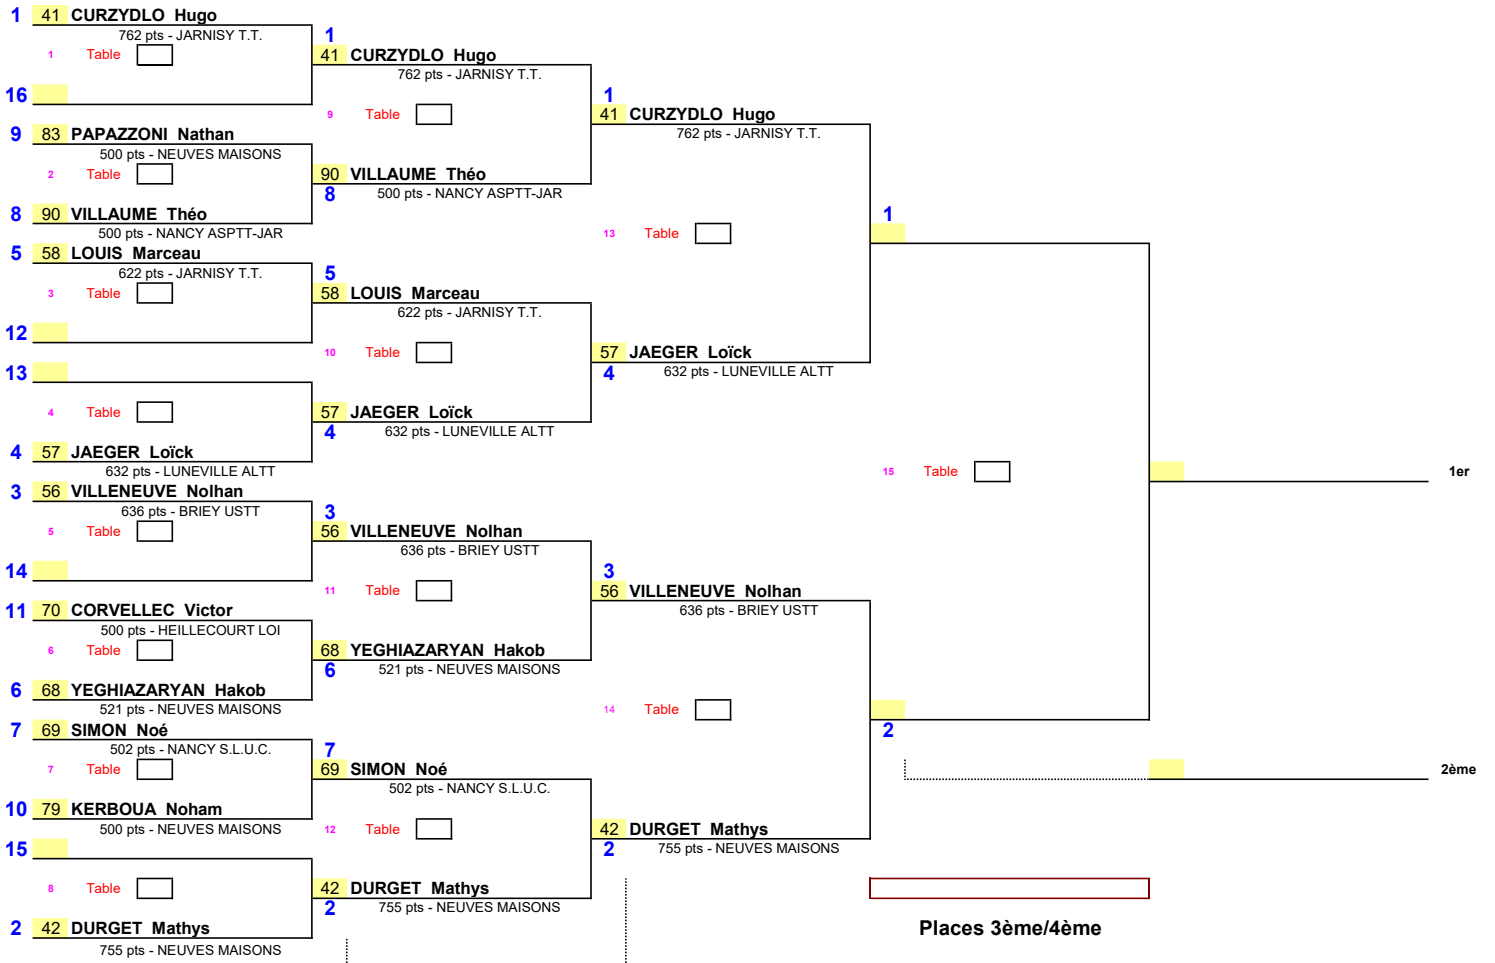 1 41 CURZYDLO Hugo
762 pts - JARNISY T.T.
1 Table
16
9 83 PAPAZZONI Nathan
500 pts - NEUVES MAISONS
2 Table
8 90 VILLAUME Théo
500 pts - NANCY ASPTT-JAR
5 58 LOUIS Marceau
622 pts - JARNISY T.T.
3 Table
12
13
4 Table
4 57 JAEGER Loïck
632 pts - LUNEVILLE ALTT
3 56 VILLENEUVE Nolhan
636 pts - BRIEY USTT
5 Table
14
11 70 CORVELLEC Victor
500 pts - HEILLECOURT LOI
6 Table
6 68 YEGHIAZARYAN Hakob
521 pts - NEUVES MAISONS
7 69 SIMON Noé
502 pts - NANCY S.L.U.C.
7 Table
10 79 KERBOUA Noham
500 pts - NEUVES MAISONS
15
8 Table
2 42 DURGET Mathys
755 pts - NEUVES MAISONS
1
41 CURZYDLO Hugo
762 pts - JARNISY T.T.
9 Table
90 VILLAUME Théo
8 500 pts - NANCY ASPTT-JAR
5
58 LOUIS Marceau
622 pts - JARNISY T.T.
10 Table
57 JAEGER Loïck
4 632 pts - LUNEVILLE ALTT
3
56 VILLENEUVE Nolhan
636 pts - BRIEY USTT
11 Table
68 YEGHIAZARYAN Hakob
6 521 pts - NEUVES MAISONS
7
69 SIMON Noé
502 pts - NANCY S.L.U.C.
12 Table
42 DURGET Mathys
2 755 pts - NEUVES MAISONS
1
41 CURZYDLO Hugo
762 pts - JARNISY T.T.
13 Table
57 JAEGER Loïck
4 632 pts - LUNEVILLE ALTT
3
56 VILLENEUVE Nolhan
636 pts - BRIEY USTT
14 Table
42 DURGET Mathys
2 755 pts - NEUVES MAISONS
1
15 Table
2
1er
2ème
Places 3ème/4ème